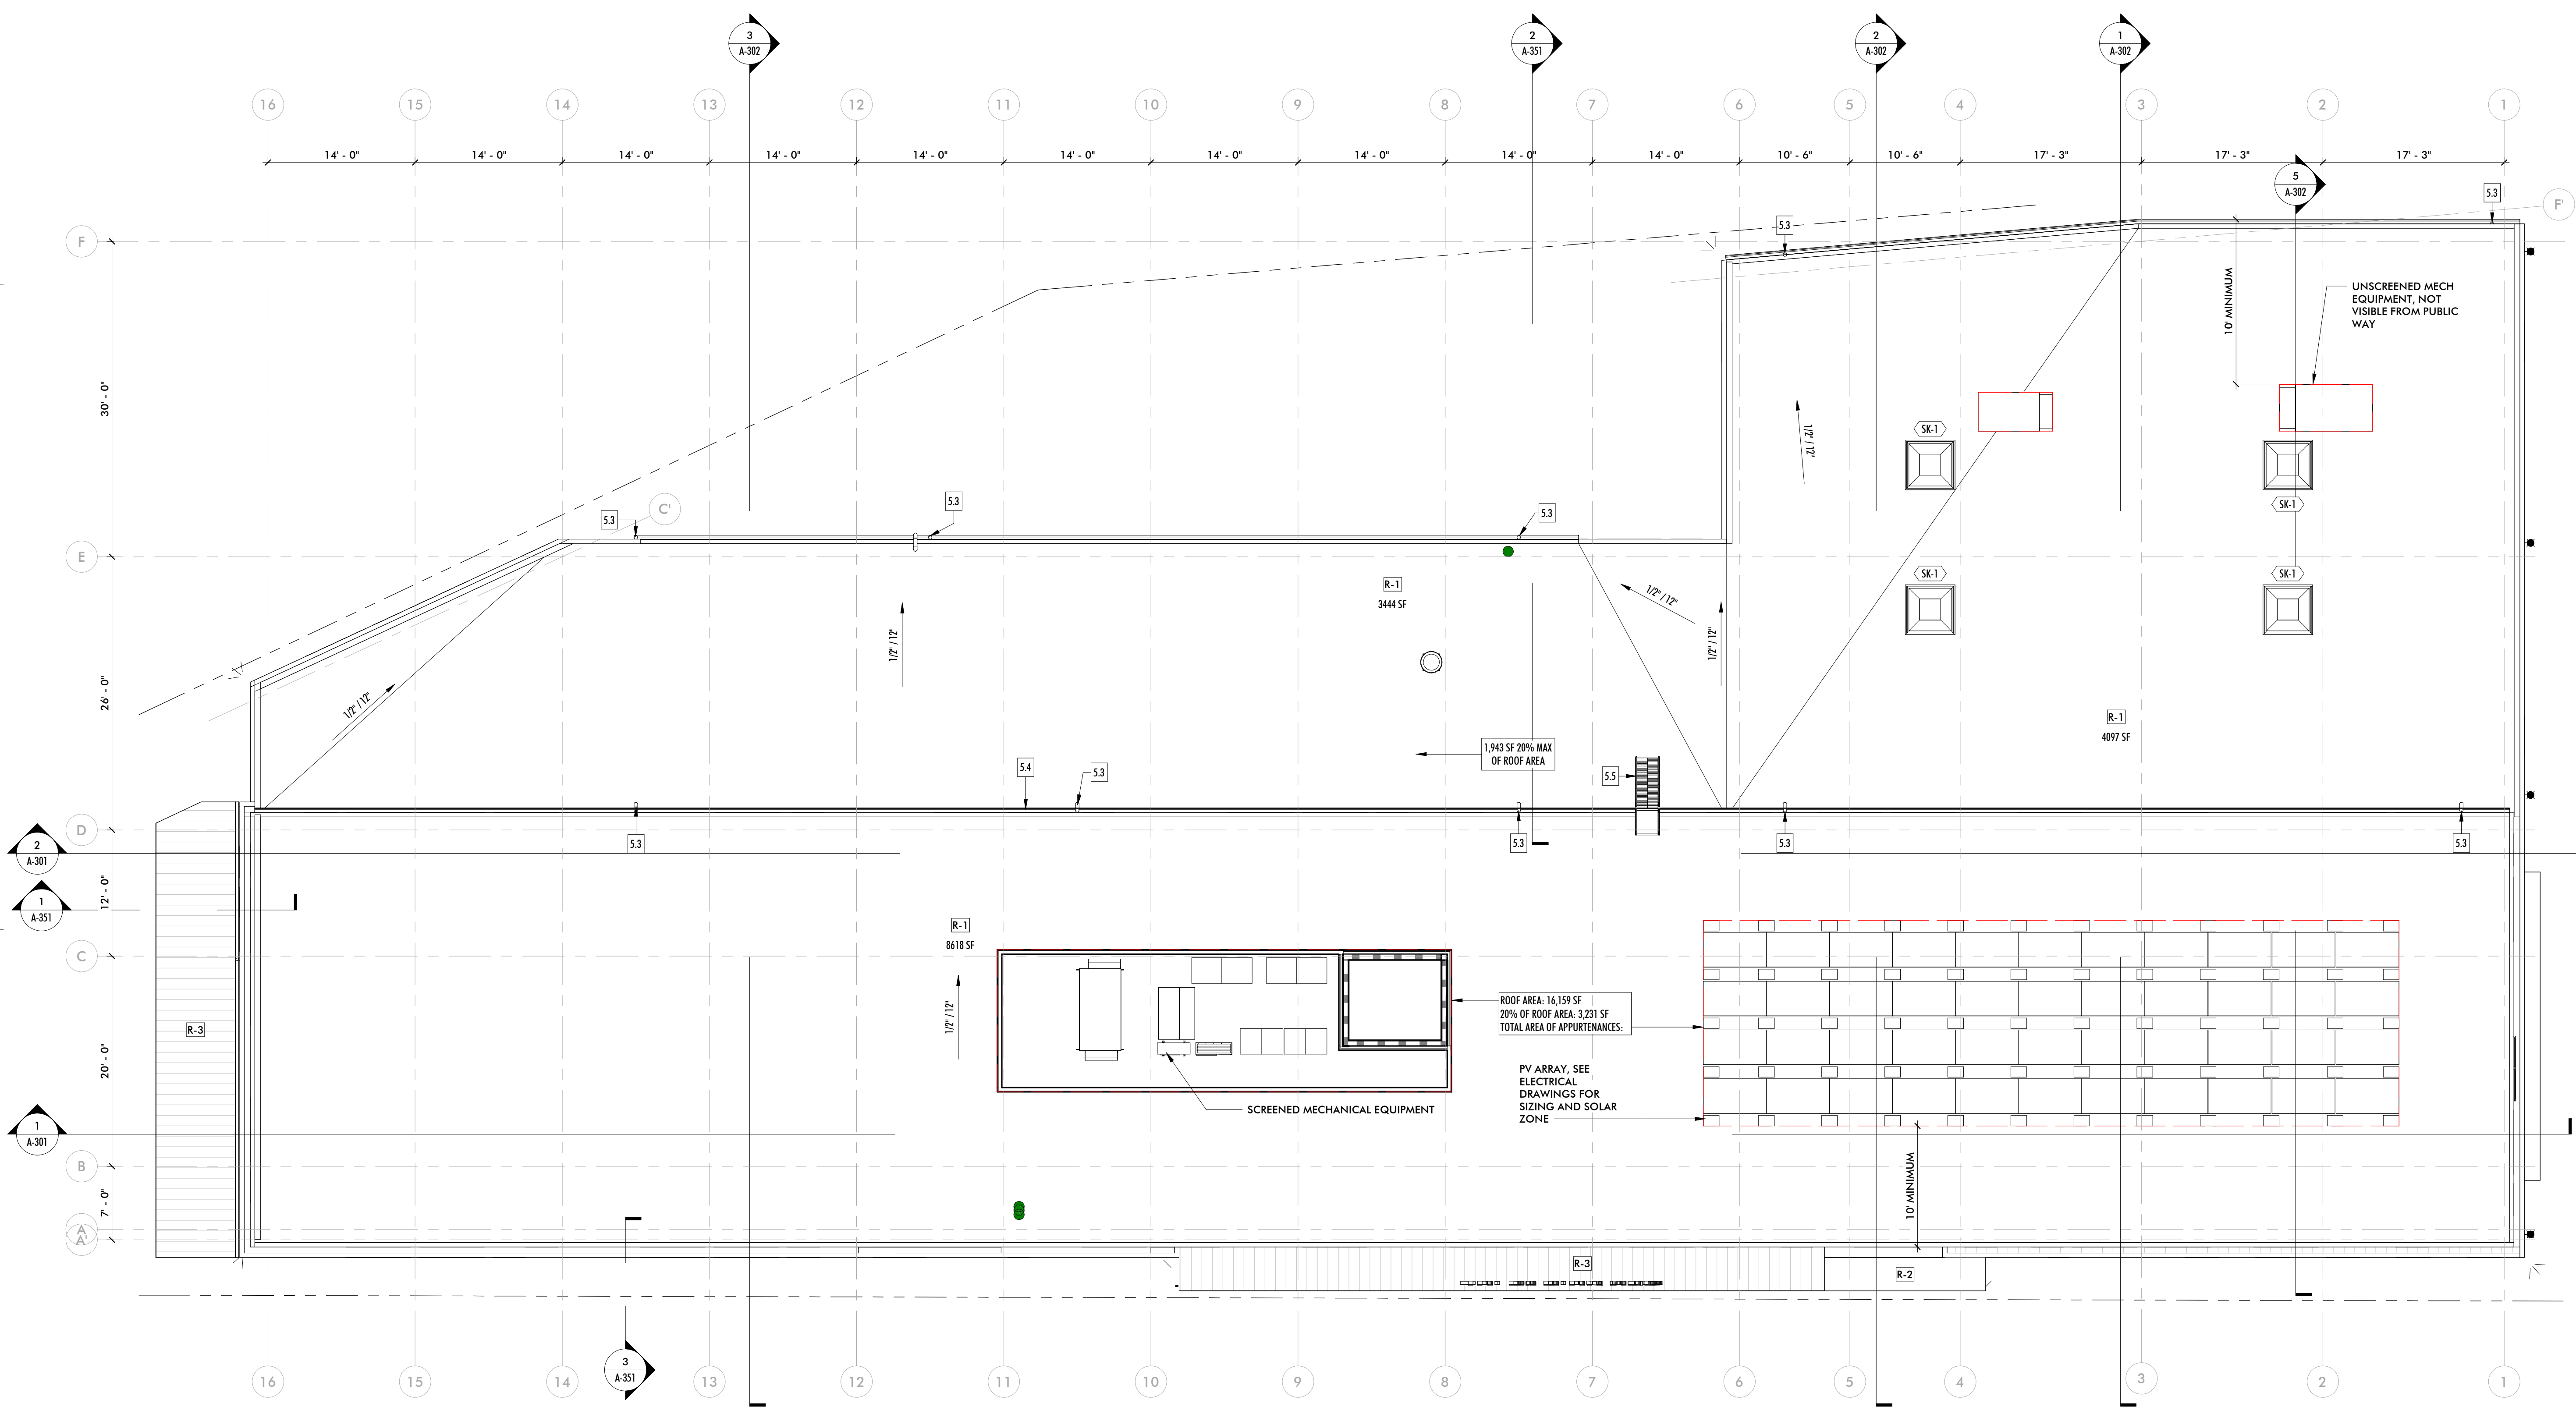 3
A-302
2
A-351
2
A-302
1
A-302
16
15
14
13
12
11
10
9
8
7
6
5
4
3
2
1
14' - 0"
14' - 0"
14' - 0"
14' - 0"
14' - 0"
14' - 0"
14' - 0"
14' - 0"
14' - 0"
14' - 0"
10' - 6"
10' - 6"
17' - 3"
17' - 3"
17' - 3"
5
A-302
5.3
F'
5.3
F
10' MINIMUM
UNSCREENED MECH
EQUIPMENT, NOT
VISIBLE FROM PUBLIC
WAY
30' - 0"
1/2" / 12"
SK-1
SK-1
C'
5.3
5.3
5.3
E
R-1
3444 SF
SK-1
SK-1
1/2" / 12"
1/2" / 12"
1/2" / 12"
1/2" / 12"
26' - 0"
R-1
4097 SF
1,943 SF 20% MAX
OF ROOF AREA
5.4
5.3
5.5
D
5.3
5.3
5.3
5.3
2
A-301
12' - 0"
1
A-351
R-1
8618 SF
C
1/2" / 12"
ROOF AREA: 16,159 SF
20% OF ROOF AREA: 3,231 SF
TOTAL AREA OF APPURTENANCES:
R-3
20' - 0"
PV ARRAY, SEE
ELECTRICAL
DRAWINGS FOR
SIZING AND SOLAR
ZONE
SCREENED MECHANICAL EQUIPMENT
1
A-301
B
10' MINIMUM
7' - 0"
A
A'
R-3
R-2
3
A-351
16
15
14
13
12
11
10
9
8
7
6
5
4
3
2
1